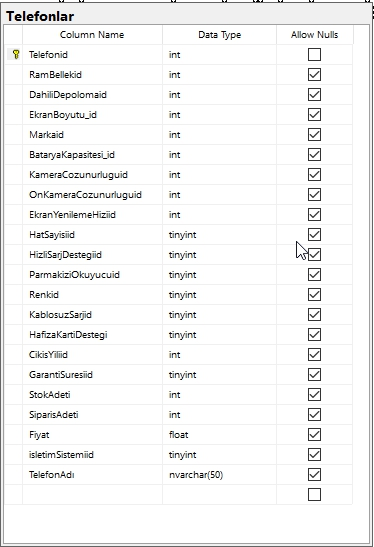 Telefonlar
Column Name Data Type Allow Nulls
Telefonid int
RamBellekid int
DahiliDepolomaid int
EkranBoyutu_id int
Markaid int
BataryaKapasitesi_id int
KameraCozunurluguid int
OnKameraCozunurluguid int
EkranYenilemeHiziid int
HatSayisiid tinyint
HizliSarjDestegiid tinyint
ParmakiziOkuyucuid tinyint
Renkid tinyint
KablosuzSarjid tinyint
HafizaKartiDestegi tinyint
CikisYiliid int
GarantiSuresiid tinyint
StokAdeti int
SiparisAdeti int
Fiyat float
isletimSistemiid tinyint
TelefonAdı nvarchar(50)